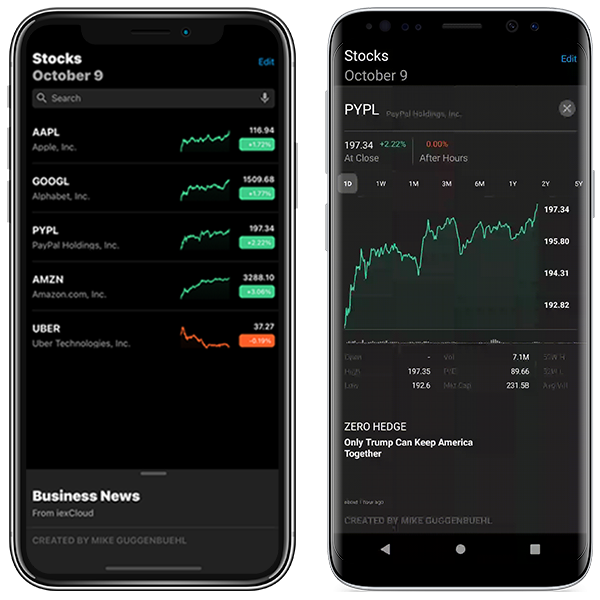 Stocks
October 9
Edit
Search
AAPL
Apple, Inc.
116.94
+1.72%
GOOGL
Alphabet, Inc.
1509.68
+1.77%
PYPL
PayPal Holdings, Inc.
197.34
+2.22%
AMZN
Amazon.com, Inc.
3288.10
+3.06%
UBER
Uber Technologies, Inc.
37.27
-0.19%
Business News
From iexCloud
CREATED BY MIKE GUGGENBUEHL
Stocks
October 9
Edit
PYPL PayPal Holdings, Inc.
197.34 +2.22% 0.00%
At Close After Hours
1D 1W 1M 3M 6M 1Y 2Y 5Y
197.34
195.80
194.31
192.82
Open - Vol 7.1M 52W H
High 197.35 P/E 89.66 52W L
Low 192.6 Mkt Cap 231.5B Avg Vol
ZERO HEDGE
Only Trump Can Keep America
Together
about 1 hour ago
CREATED BY MIKE GUGGENBUEHL